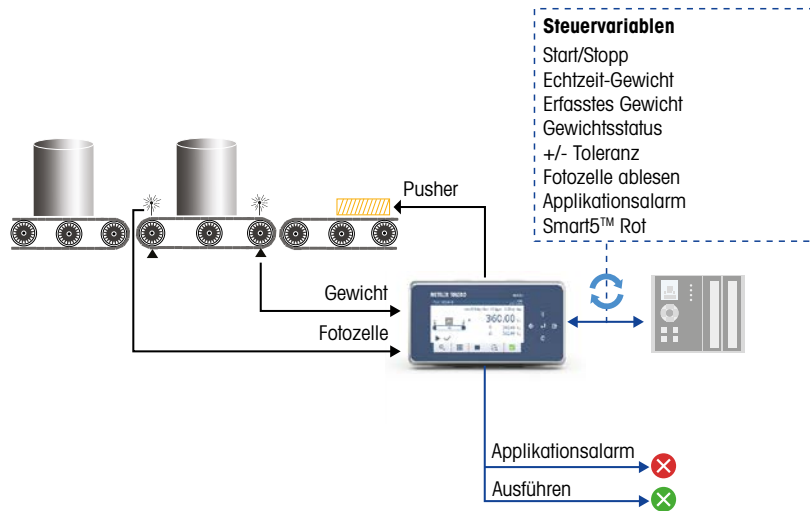 Steuervariablen
Start/Stopp
Echtzeit-Gewicht
Erfasstes Gewicht
Gewichtsstatus
+/- Toleranz
Fotozelle ablesen
Applikationsalarm
Smart5™ Rot
Pusher
Gewicht
Fotozelle
METTLER TOLEDO
360.00
Applikationsalarm
Ausführen